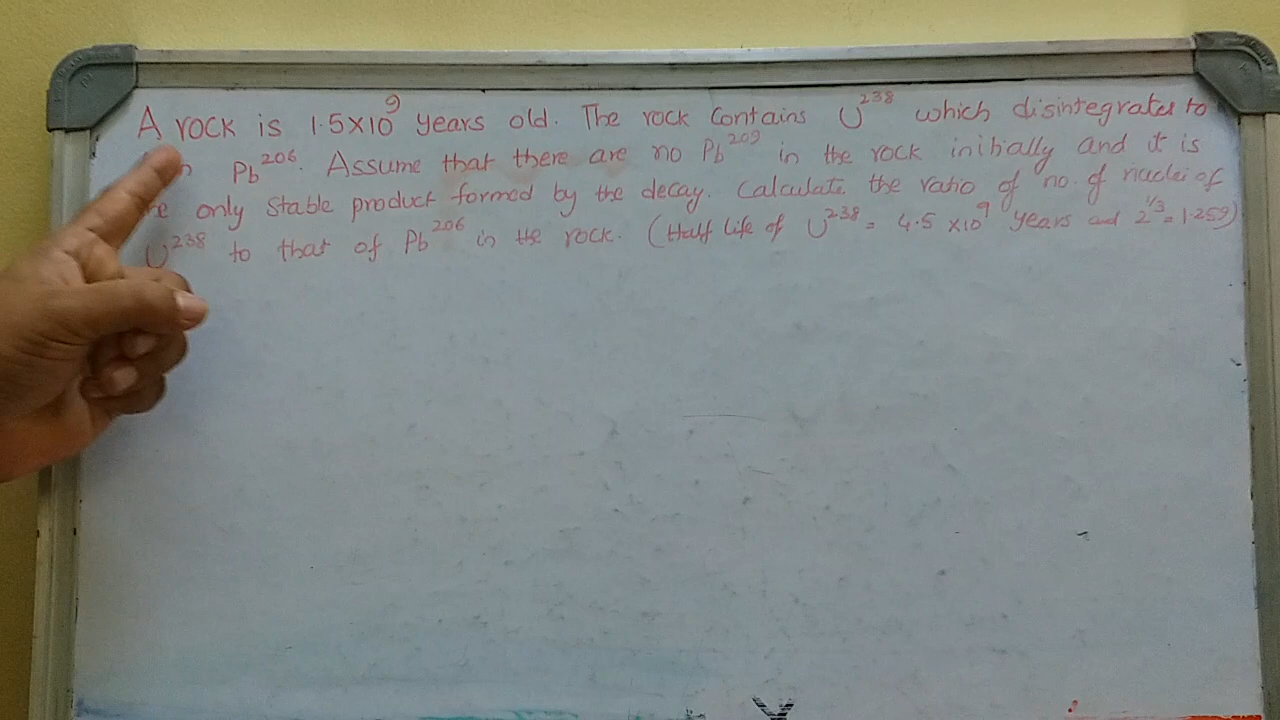 A rock is 1.5×10⁹ years old. The rock contains U²³⁸ which disintegrates to
Pb²⁰⁶. Assume that there are no Pb²⁰⁹ in the rock initially and it is
only stable product formed by the decay. Calculate the ratio of no. of nuclei of
U²³⁸ to that of Pb²⁰⁶ in the rock. (Half life of U²³⁸ = 4.5 ×10⁹ years and 2^1/3 = 1.259)